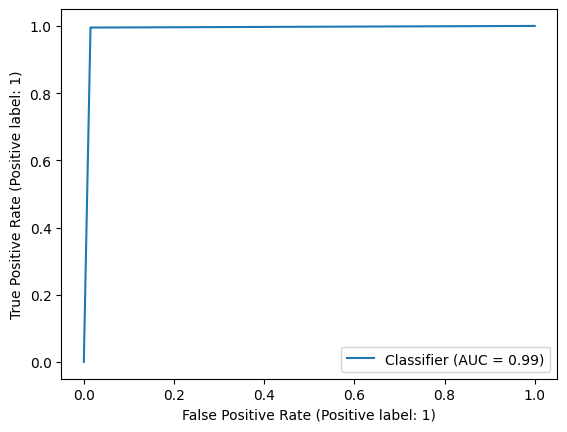 1.0
0.8
0.6
0.4
0.2
0.0
True Positive Rate (Positive label: 1)
Classifier (AUC = 0.99)
0.0 0.2 0.4 0.6 0.8 1.0
False Positive Rate (Positive label: 1)